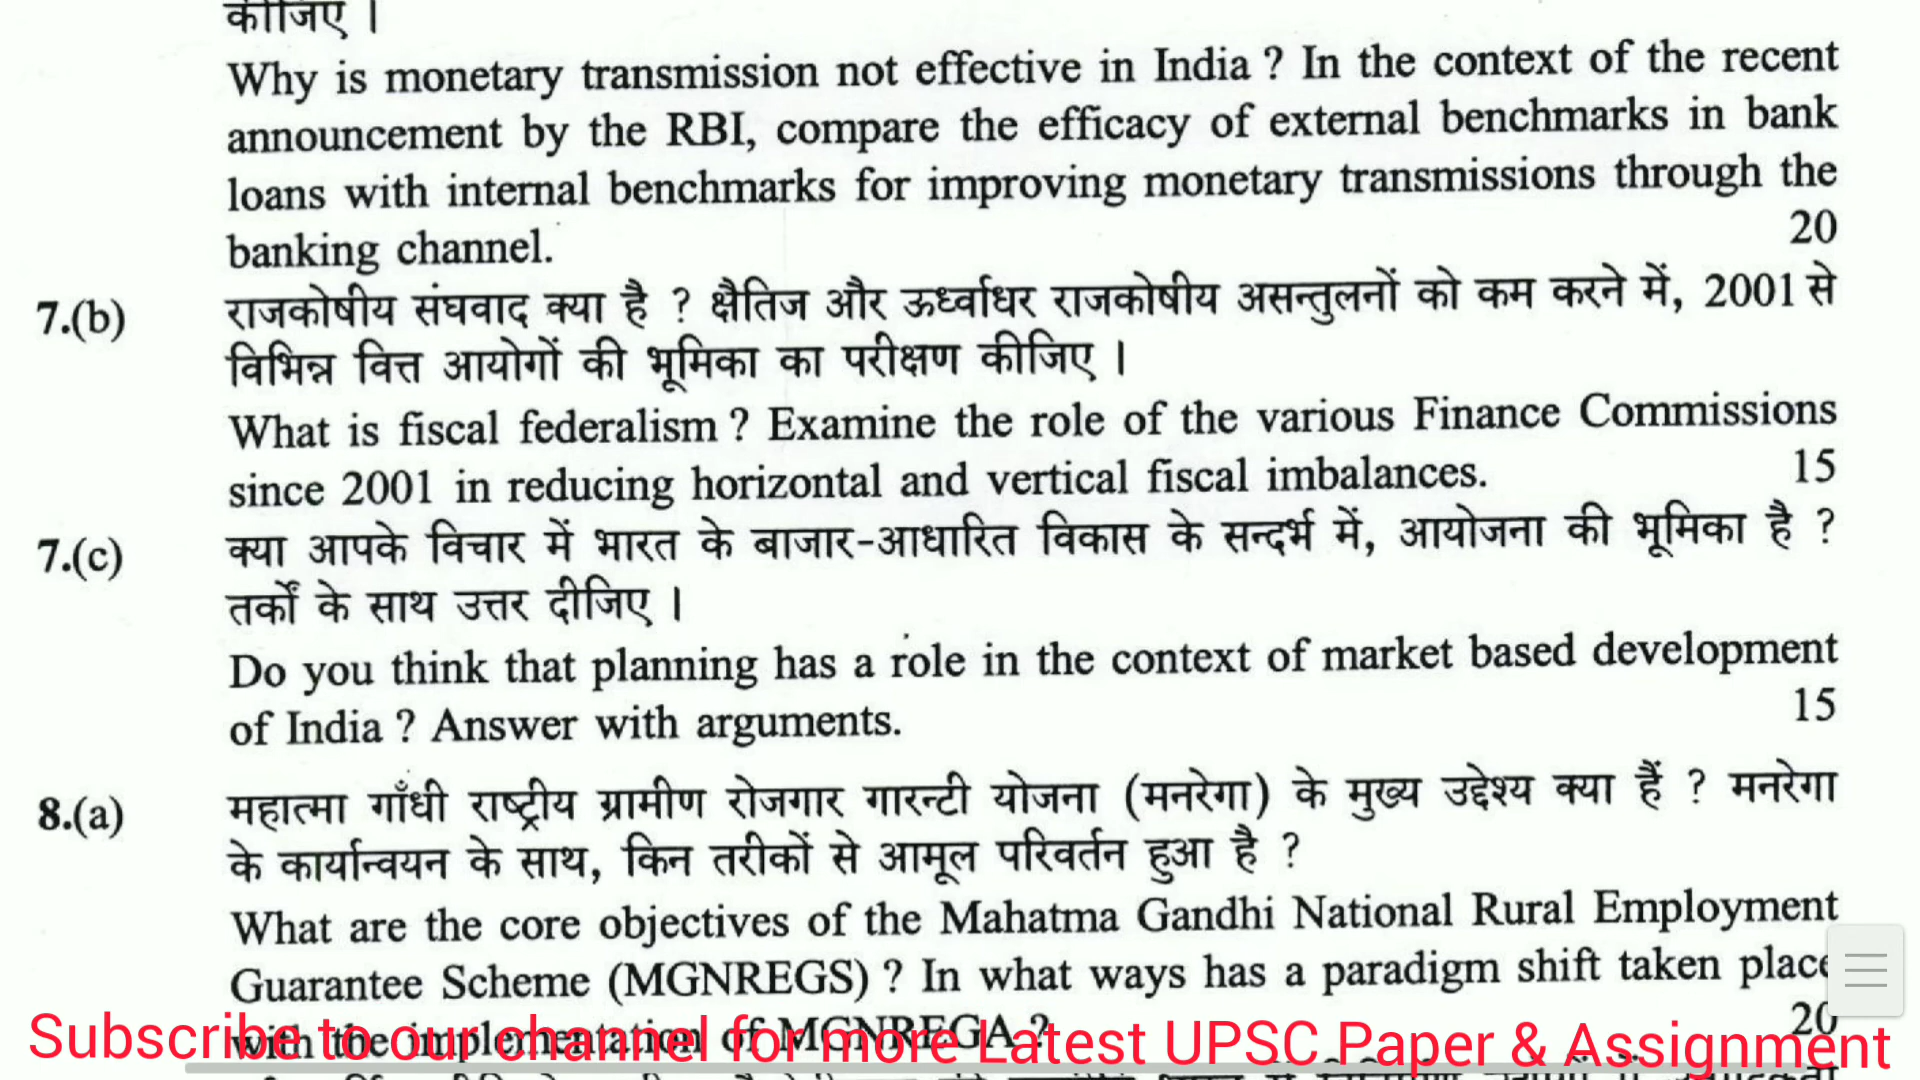 कीजिए ।
Why is monetary transmission not effective in India ? In the context of the recent
announcement by the RBI, compare the efficacy of external benchmarks in bank
loans with internal benchmarks for improving monetary transmissions through the
banking channel. 20
7.(b) राजकोषीय संघवाद क्या है ? क्षैतिज और ऊर्ध्वाधर राजकोषीय असन्तुलनों को कम करने में, 2001 से
विभिन्न वित्त आयोगों की भूमिका का परीक्षण कीजिए ।
What is fiscal federalism ? Examine the role of the various Finance Commissions
since 2001 in reducing horizontal and vertical fiscal imbalances. 15
7.(c) क्या आपके विचार में भारत के बाजार-आधारित विकास के सन्दर्भ में, आयोजना की भूमिका है ?
तर्कों के साथ उत्तर दीजिए ।
Do you think that planning has a role in the context of market based development
of India ? Answer with arguments. 15
8.(a) महात्मा गाँधी राष्ट्रीय ग्रामीण रोजगार गारन्टी योजना (मनरेगा) के मुख्य उद्देश्य क्या हैं ? मनरेगा
के कार्यान्वयन के साथ, किन तरीकों से आमूल परिवर्तन हुआ है ?
What are the core objectives of the Mahatma Gandhi National Rural Employment
Guarantee Scheme (MGNREGS) ? In what ways has a paradigm shift taken place
with the implementation of MGNREGA ? 20
Subscribe to our channel for more Latest UPSC Paper & Assignment